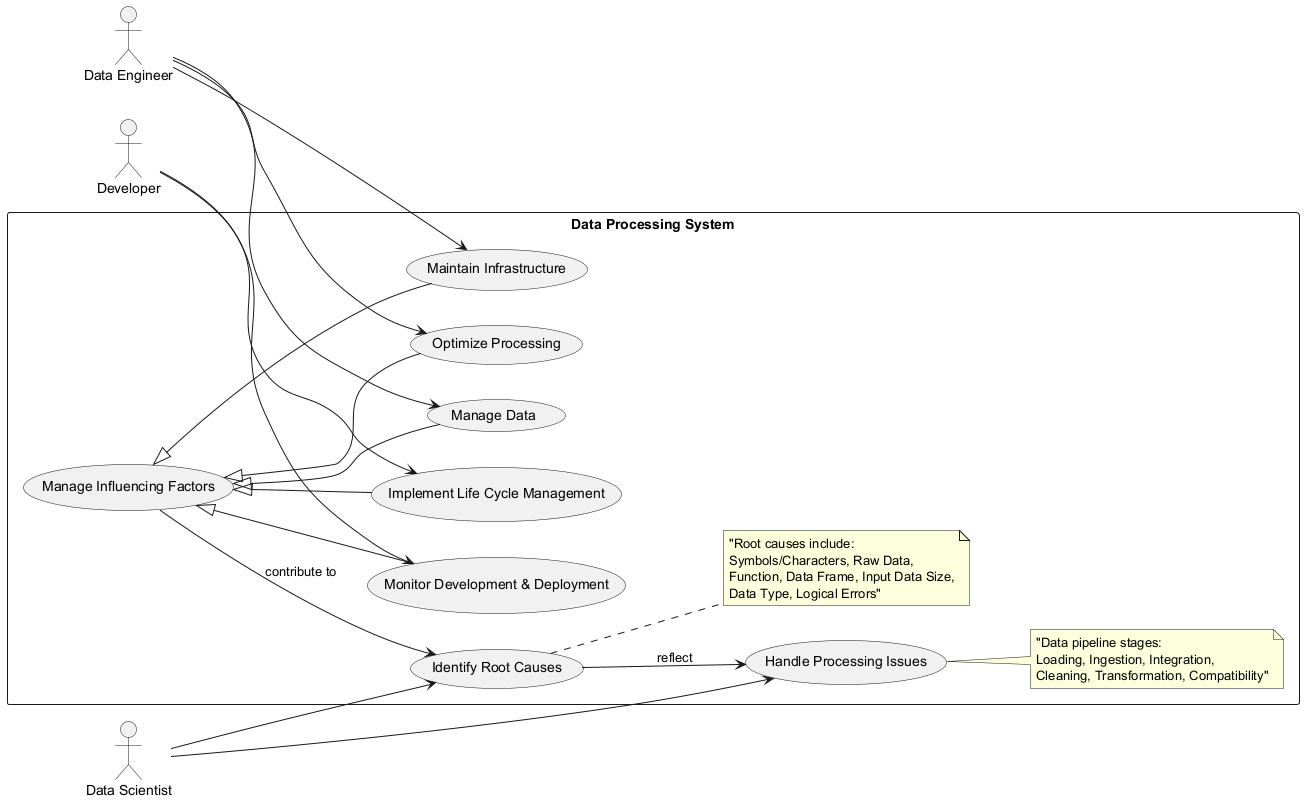 Data Engineer
Developer
Data Processing System
Maintain Infrastructure
Optimize Processing
Manage Data
Manage Influencing Factors
Implement Life Cycle Management
Monitor Development & Deployment
contribute to
"Root causes include:
Symbols/Characters, Raw Data,
Function, Data Frame, Input Data Size,
Data Type, Logical Errors"
Identify Root Causes
reflect
Handle Processing Issues
"Data pipeline stages:
Loading, Ingestion, Integration,
Cleaning, Transformation, Compatibility"
Data Scientist